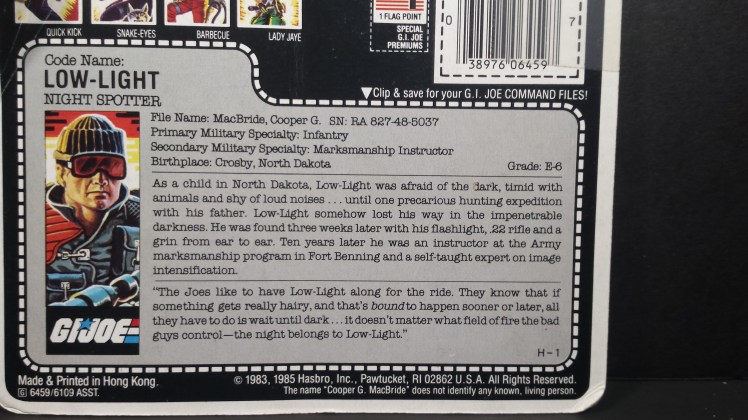 QUICK KICK
SNAKE-EYES
BARBECUE
LADY JAYE
1 FLAG POINT
SPECIAL
G.I. JOE
PREMIUMS
0
7
38976 06459
▼Clip & save for your G.I. JOE COMMAND FILES!
Code Name:
LOW-LIGHT
NIGHT SPOTTER
File Name: MacBride, Cooper G. SN: RA 827-48-5037
Primary Military Specialty: Infantry
Secondary Military Specialty: Marksmanship Instructor
Birthplace: Crosby, North Dakota
Grade: E-6
As a child in North Dakota, Low-Light was afraid of the dark, timid with
animals and shy of loud noises . . . until one precarious hunting expedition
with his father. Low-Light somehow lost his way in the impenetrable
darkness. He was found three weeks later with his flashlight, .22 rifle and a
grin from ear to ear. Ten years later he was an instructor at the Army
marksmanship program in Fort Benning and a self-taught expert on image
intensification.
"The Joes like to have Low-Light along for the ride. They know that if
something gets really hairy, and that's bound to happen sooner or later, all
they have to do is wait until dark . . . it doesn't matter what field of fire the bad
guys control—the night belongs to Low-Light."
H-1
GI JOE
Made & Printed in Hong Kong.
G 6459/6109 ASST.
© 1983, 1985 Hasbro, Inc., Pawtucket, RI 02862 U.S.A. All Rights Reserved.
The name "Cooper G. MacBride" does not identify any known, living person.